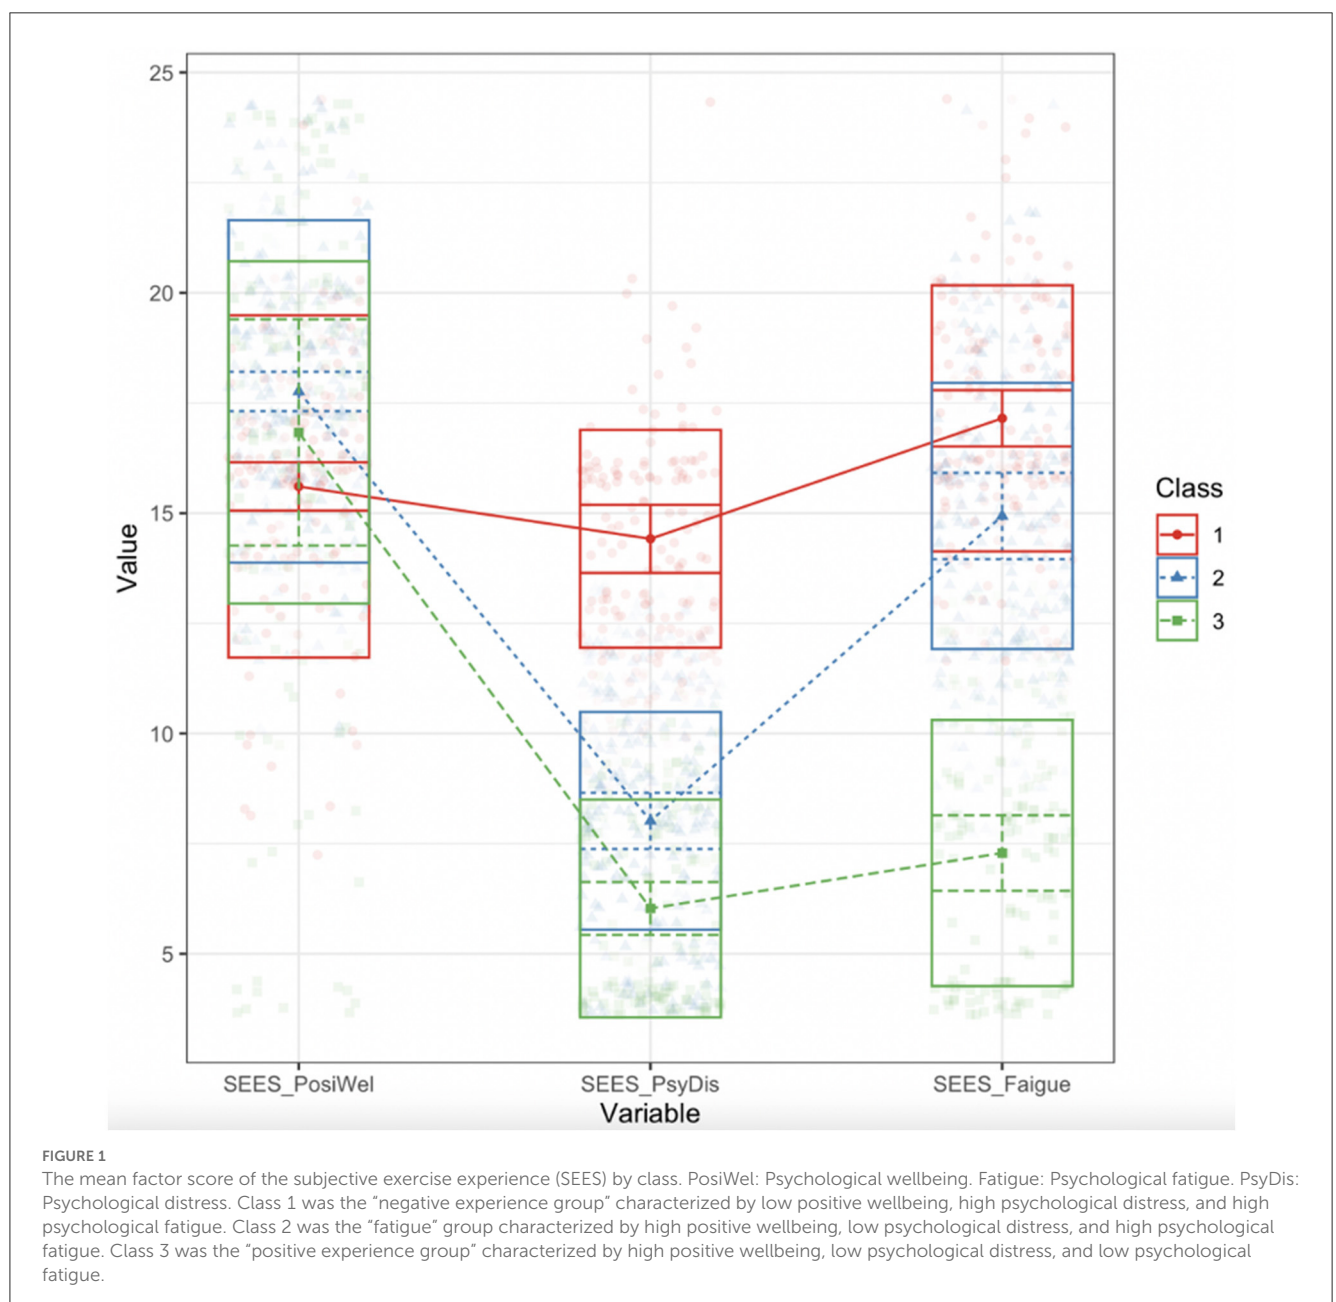 25
20
15
10
5
Value
SEES_PosiWel
SEES_PsyDis
SEES_Faigue
Variable
Class
1
2
3
FIGURE 1
The mean factor score of the subjective exercise experience (SEES) by class. PosiWel: Psychological wellbeing. Fatigue: Psychological fatigue. PsyDis:
Psychological distress. Class 1 was the “negative experience group” characterized by low positive wellbeing, high psychological distress, and high
psychological fatigue. Class 2 was the “fatigue” group characterized by high positive wellbeing, low psychological distress, and high psychological
fatigue. Class 3 was the “positive experience group” characterized by high positive wellbeing, low psychological distress, and low psychological
fatigue.